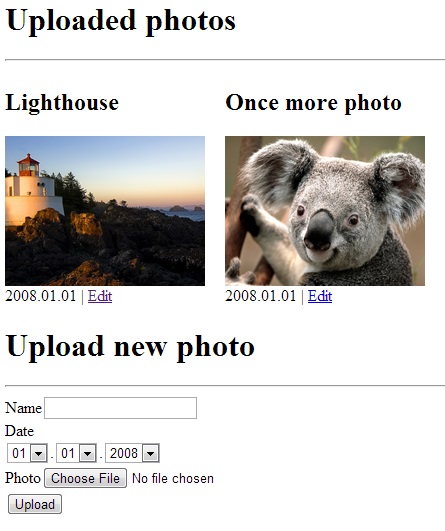 Uploaded photos
Lighthouse
Once more photo
2008.01.01 | Edit
2008.01.01 | Edit
Upload new photo
Name
Date
01 . 01 . 2008
Photo Choose File No file chosen
Upload